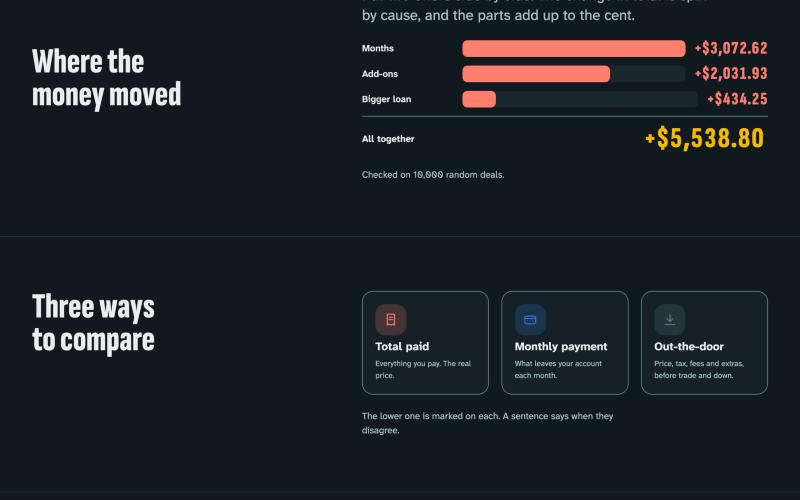 by cause, and the parts add up to the cent.
Where the
money moved
Months +$3,072.62
Add-ons +$2,031.93
Bigger loan +$434.25
All together +$5,538.80
Checked on 10,000 random deals.
Three ways
to compare
Total paid
Everything you pay. The real
price.
Monthly payment
What leaves your account
each month.
Out-the-door
Price, tax, fees and extras,
before trade and down.
The lower one is marked on each. A sentence says when they
disagree.